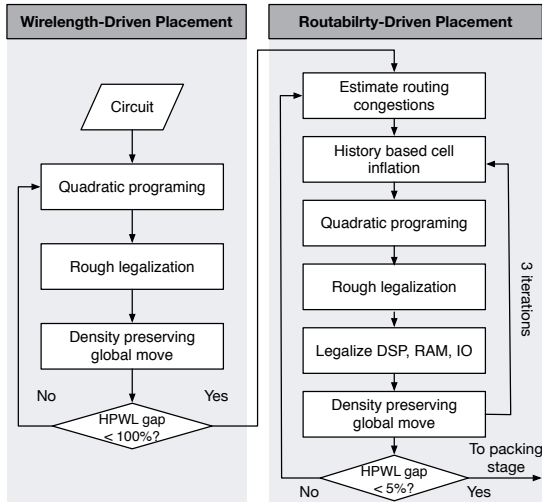 Wirelength-Driven Placement
Circuit
Quadratic programing
Rough legalization
Density preserving
global move
No
Yes
HPWL gap
< 100%?
Routabilrty-Driven Placement
Estimate routing
congestions
History based cell
inflation
Quadratic programing
Rough legalization
Legalize DSP, RAM, IO
Density preserving
global move
3 iterations
To packing
stage
HPWL gap
< 5%?
No
Yes